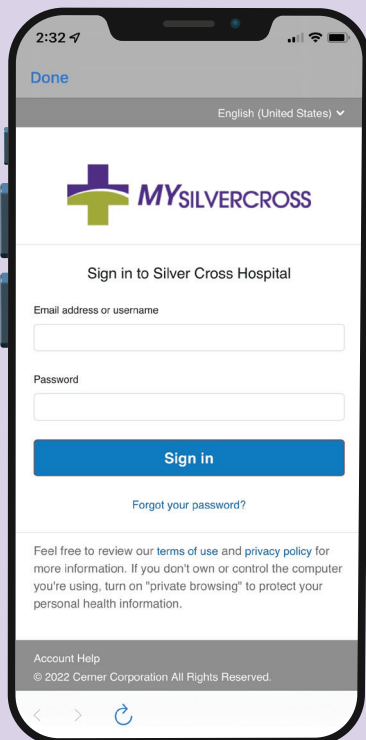 2:32
Done
English (United States)
MYSILVERCROSS
Sign in to Silver Cross Hospital
Email address or username
Password
Sign in
Forgot your password?
Feel free to review our terms of use and privacy policy for
more information. If you don't own or control the computer
you're using, turn on "private browsing" to protect your
personal health information.
Account Help
© 2022 Cerner Corporation All Rights Reserved.